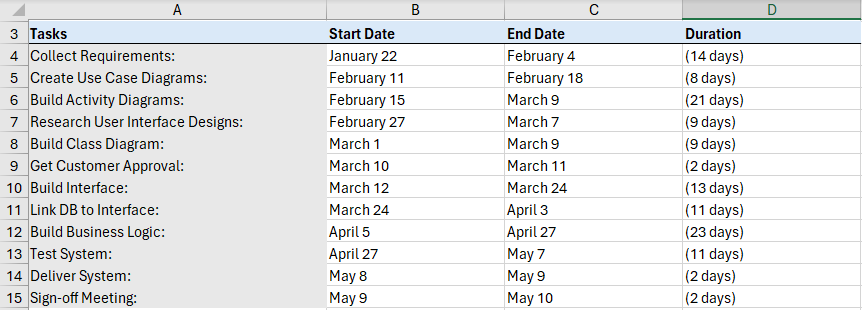 A B C D
3 Tasks Start Date End Date Duration
4 Collect Requirements: January 22 February 4 (14 days)
5 Create Use Case Diagrams: February 11 February 18 (8 days)
6 Build Activity Diagrams: February 15 March 9 (21 days)
7 Research User Interface Designs: February 27 March 7 (9 days)
8 Build Class Diagram: March 1 March 9 (9 days)
9 Get Customer Approval: March 10 March 11 (2 days)
10 Build Interface: March 12 March 24 (13 days)
11 Link DB to Interface: March 24 April 3 (11 days)
12 Build Business Logic: April 5 April 27 (23 days)
13 Test System: April 27 May 7 (11 days)
14 Deliver System: May 8 May 9 (2 days)
15 Sign-off Meeting: May 9 May 10 (2 days)